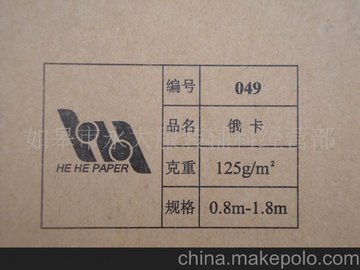 编号 049
品名 俄卡
克重 125g/m²
规格 0.8m-1.8m
HE HE PAPER
china.makepolo.com